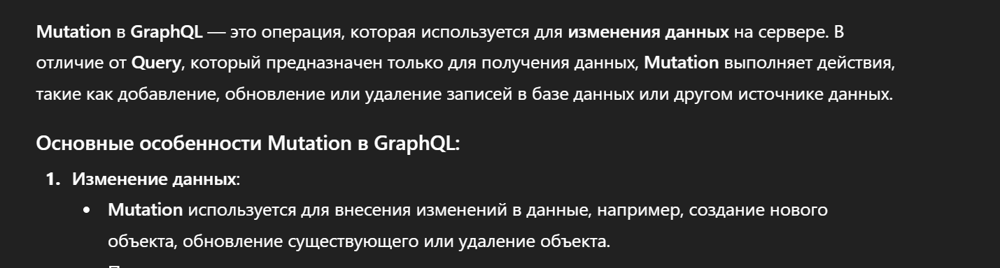 Mutation в GraphQL — это операция, которая используется для изменения данных на сервере. В
отличие от Query, который предназначен только для получения данных, Mutation выполняет действия,
такие как добавление, обновление или удаление записей в базе данных или другом источнике данных.
Основные особенности Mutation в GraphQL:
1. Изменение данных:
• Mutation используется для внесения изменений в данные, например, создание нового
объекта, обновление существующего или удаление объекта.